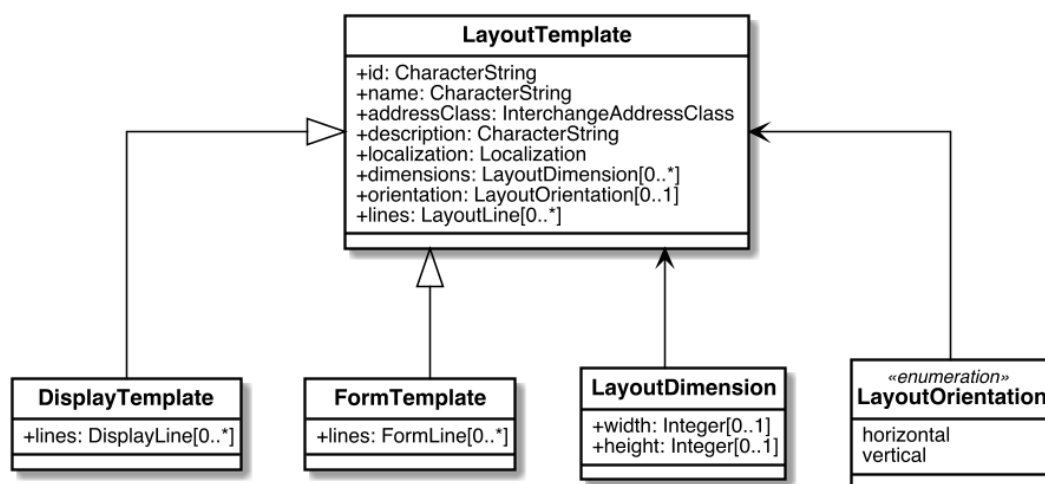 LayoutTemplate
+id: CharacterString
+name: CharacterString
+addressClass: InterchangeAddressClass
+description: CharacterString
+localization: Localization
+dimensions: LayoutDimension[0..*]
+orientation: LayoutOrientation[0..1]
+lines: LayoutLine[0..*]
DisplayTemplate
+lines: DisplayLine[0..*]
FormTemplate
+lines: FormLine[0..*]
LayoutDimension
+width: Integer[0..1]
+height: Integer[0..1]
«enumeration»
LayoutOrientation
horizontal
vertical